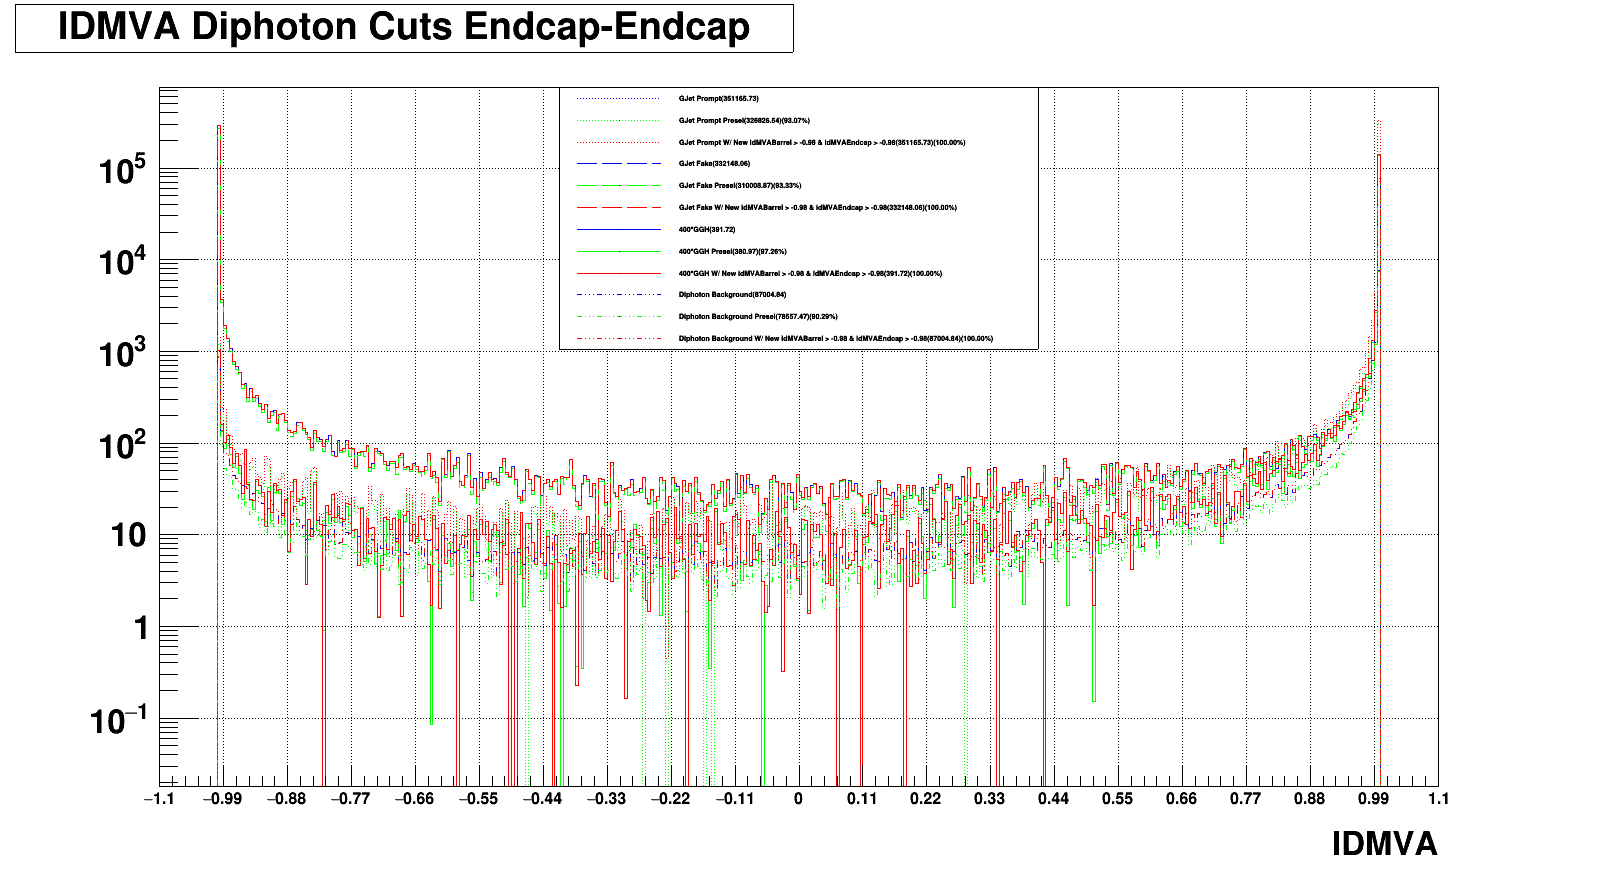 IDMVA Diphoton Cuts Endcap-Endcap
GJet Prompt(351165.73)
GJet Prompt Presel(326826.54)(93.07%)
GJet Prompt W/ New IdMVABarrel > -0.98 & IdMVAEndcap > -0.98(351165.73)(100.00%)
GJet Fake(332148.06)
GJet Fake Presel(310008.87)(93.33%)
GJet Fake W/ New IdMVABarrel > -0.98 & IdMVAEndcap > -0.98(332148.06)(100.00%)
400*GGH(391.72)
400*GGH Presel(380.97)(97.26%)
400*GGH W/ New IdMVABarrel > -0.98 & IdMVAEndcap > -0.98(391.72)(100.00%)
Diphoton Background(87004.84)
Diphoton Background Presel(78557.47)(90.29%)
Diphoton Background W/ New IdMVABarrel > -0.98 & IdMVAEndcap > -0.98(87004.84)(100.00%)
10^5
10^4
10^3
10^2
10
1
10^−1
−1.1 −0.99 −0.88 −0.77 −0.66 −0.55 −0.44 −0.33 −0.22 −0.11 0 0.11 0.22 0.33 0.44 0.55 0.66 0.77 0.88 0.99 1.1
IDMVA